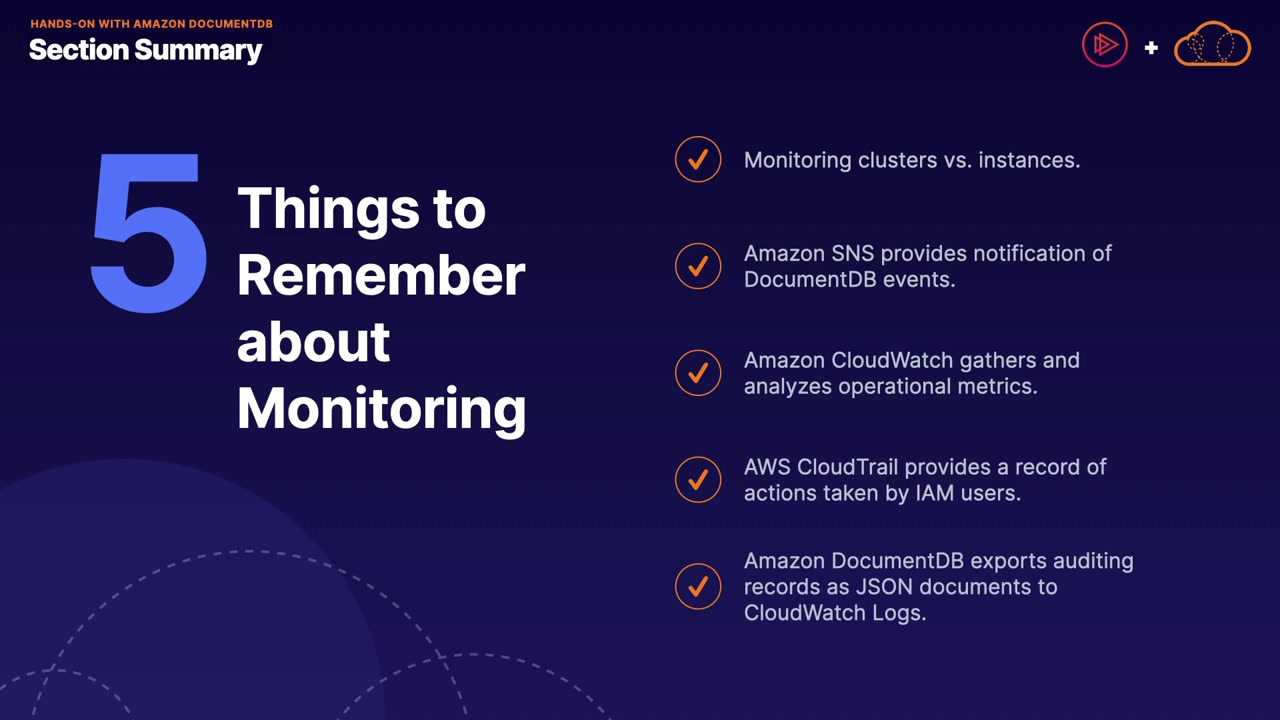 HANDS-ON WITH AMAZON DOCUMENTDB
Section Summary
+
5
Things to
Remember
about
Monitoring
Monitoring clusters vs. instances.
Amazon SNS provides notification of
DocumentDB events.
Amazon CloudWatch gathers and
analyzes operational metrics.
AWS CloudTrail provides a record of
actions taken by IAM users.
Amazon DocumentDB exports auditing
records as JSON documents to
CloudWatch Logs.